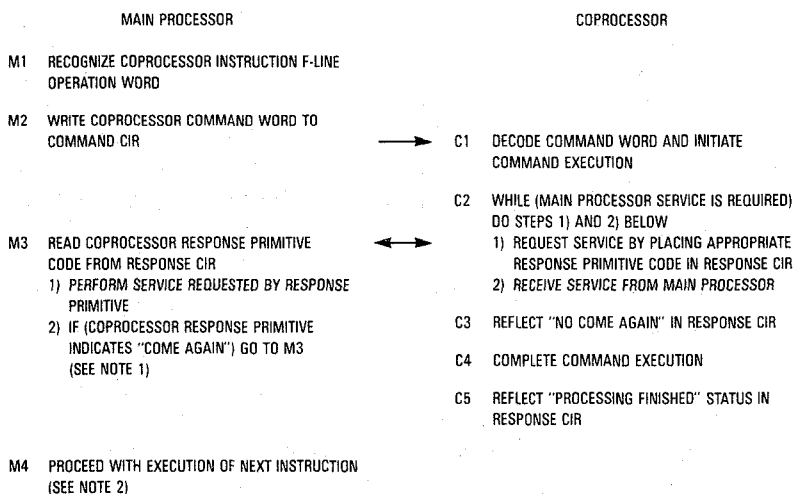 MAIN PROCESSOR
COPROCESSOR
M1 RECOGNIZE COPROCESSOR INSTRUCTION F-LINE
OPERATION WORD
M2 WRITE COPROCESSOR COMMAND WORD TO
COMMAND CIR
C1 DECODE COMMAND WORD AND INITIATE
COMMAND EXECUTION
C2 WHILE (MAIN PROCESSOR SERVICE IS REQUIRED)
DO STEPS 1) AND 2) BELOW
1) REQUEST SERVICE BY PLACING APPROPRIATE
RESPONSE PRIMITIVE CODE IN RESPONSE CIR
2) RECEIVE SERVICE FROM MAIN PROCESSOR
M3 READ COPROCESSOR RESPONSE PRIMITIVE
CODE FROM RESPONSE CIR
1) PERFORM SERVICE REQUESTED BY RESPONSE
PRIMITIVE
2) IF (COPROCESSOR RESPONSE PRIMITIVE
INDICATES "COME AGAIN") GO TO M3
(SEE NOTE 1)
C3 REFLECT "NO COME AGAIN" IN RESPONSE CIR
C4 COMPLETE COMMAND EXECUTION
C5 REFLECT "PROCESSING FINISHED" STATUS IN
RESPONSE CIR
M4 PROCEED WITH EXECUTION OF NEXT INSTRUCTION
(SEE NOTE 2)